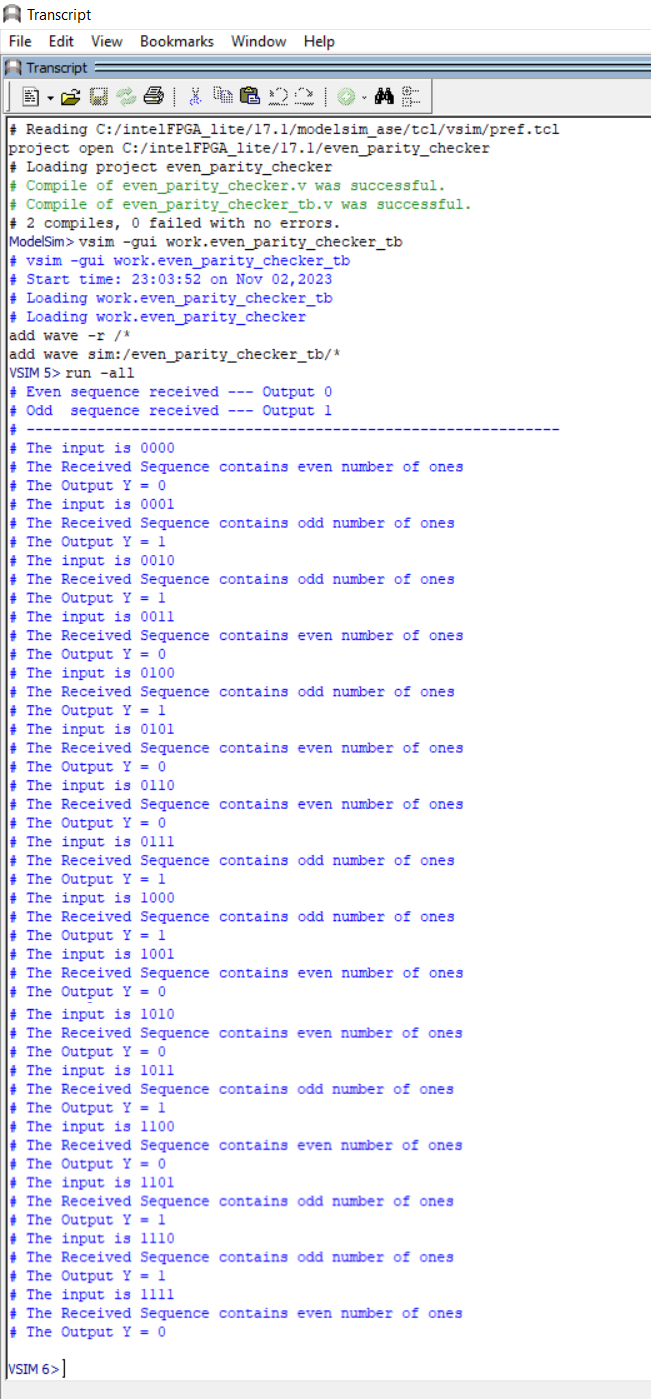 Transcript
File Edit View Bookmarks Window Help
Transcript
# Reading C:/intelFPGA_lite/17.1/modelsim_ase/tcl/vsim/pref.tcl
project open C:/intelFPGA_lite/17.1/even_parity_checker
# Loading project even_parity_checker
# Compile of even_parity_checker.v was successful.
# Compile of even_parity_checker_tb.v was successful.
# 2 compiles, 0 failed with no errors.
ModelSim> vsim -gui work.even_parity_checker_tb
# vsim -gui work.even_parity_checker_tb
# Start time: 23:03:52 on Nov 02,2023
# Loading work.even_parity_checker_tb
# Loading work.even_parity_checker
add wave -r /*
add wave sim:/even_parity_checker_tb/*
VSIM 5> run -all
# Even sequence received --- Output 0
# Odd  sequence received --- Output 1
# -------------------------------------------------------------
# The input is 0000
# The Received Sequence contains even number of ones
# The Output Y = 0
# The input is 0001
# The Received Sequence contains odd number of ones
# The Output Y = 1
# The input is 0010
# The Received Sequence contains odd number of ones
# The Output Y = 1
# The input is 0011
# The Received Sequence contains even number of ones
# The Output Y = 0
# The input is 0100
# The Received Sequence contains odd number of ones
# The Output Y = 1
# The input is 0101
# The Received Sequence contains even number of ones
# The Output Y = 0
# The input is 0110
# The Received Sequence contains even number of ones
# The Output Y = 0
# The input is 0111
# The Received Sequence contains odd number of ones
# The Output Y = 1
# The input is 1000
# The Received Sequence contains odd number of ones
# The Output Y = 1
# The input is 1001
# The Received Sequence contains even number of ones
# The Output Y = 0
# The input is 1010
# The Received Sequence contains even number of ones
# The Output Y = 0
# The input is 1011
# The Received Sequence contains odd number of ones
# The Output Y = 1
# The input is 1100
# The Received Sequence contains even number of ones
# The Output Y = 0
# The input is 1101
# The Received Sequence contains odd number of ones
# The Output Y = 1
# The input is 1110
# The Received Sequence contains odd number of ones
# The Output Y = 1
# The input is 1111
# The Received Sequence contains even number of ones
# The Output Y = 0
VSIM 6>